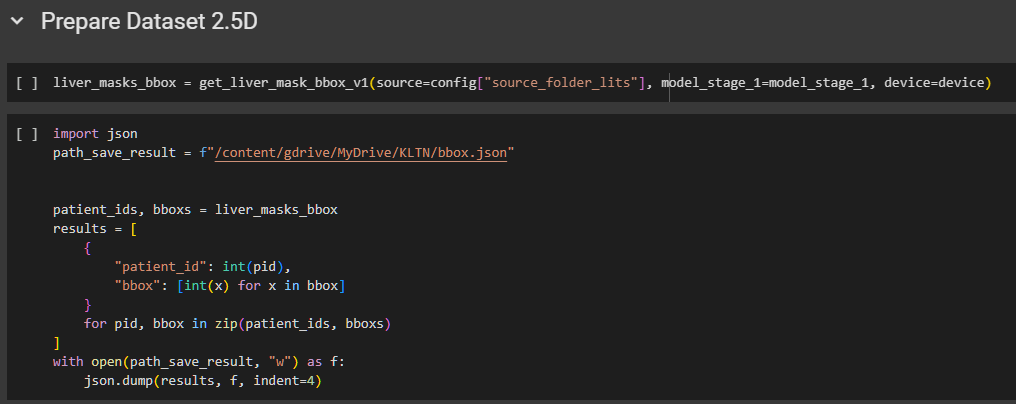 Prepare Dataset 2.5D
[ ] liver_masks_bbox = get_liver_mask_bbox_v1(source=config["source_folder_lits"], model_stage_1=model_stage_1, device=device)
[ ] import json
path_save_result = f"/content/gdrive/MyDrive/KLTN/bbox.json"
patient_ids, bboxs = liver_masks_bbox
results = [
    {
        "patient_id": int(pid),
        "bbox": [int(x) for x in bbox]
    }
    for pid, bbox in zip(patient_ids, bboxs)
]
with open(path_save_result, "w") as f:
    json.dump(results, f, indent=4)